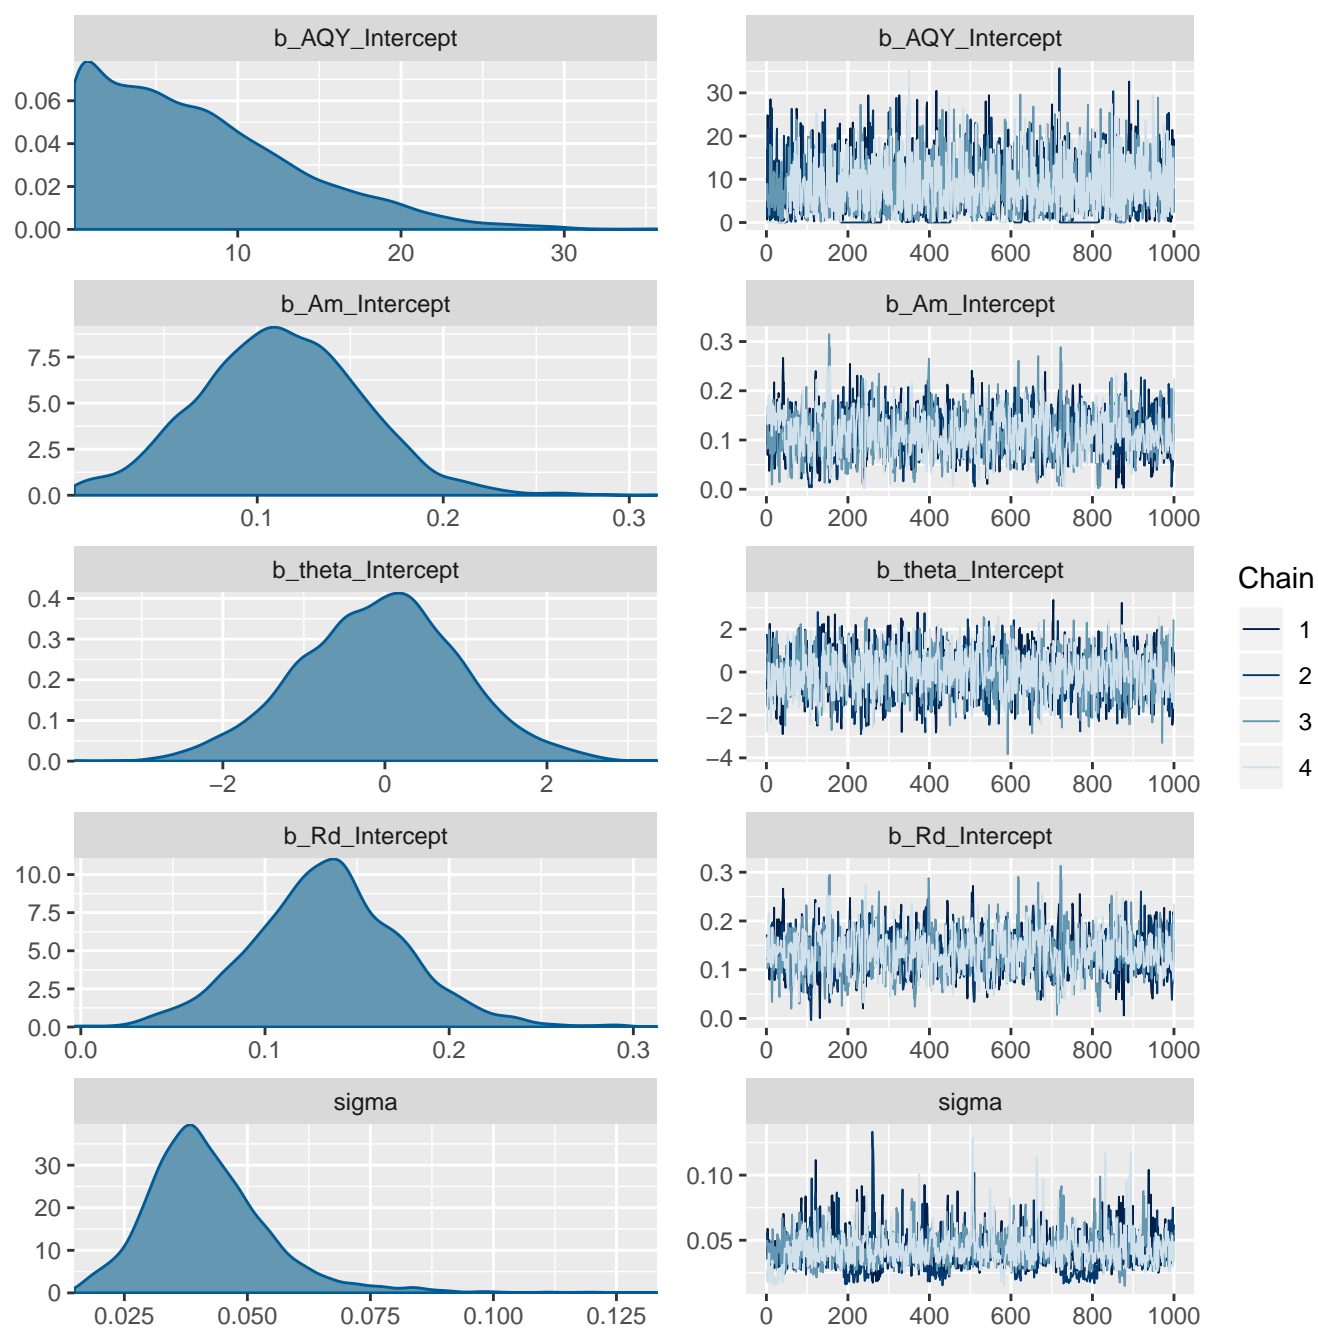 b_AQY_Intercept
0.06
0.04
0.02
0.00
10 20 30
b_AQY_Intercept
30
20
10
0
0 200 400 600 800 1000
b_Am_Intercept
7.5
5.0
2.5
0.0
0.1 0.2 0.3
b_Am_Intercept
0.3
0.2
0.1
0.0
0 200 400 600 800 1000
b_theta_Intercept
0.4
0.3
0.2
0.1
0.0
−2 0 2
b_theta_Intercept
2
0
−2
−4
0 200 400 600 800 1000
b_Rd_Intercept
10.0
7.5
5.0
2.5
0.0
0.0 0.1 0.2 0.3
b_Rd_Intercept
0.3
0.2
0.1
0.0
0 200 400 600 800 1000
sigma
30
20
10
0
0.025 0.050 0.075 0.100 0.125
sigma
0.10
0.05
0 200 400 600 800 1000
Chain
1
2
3
4